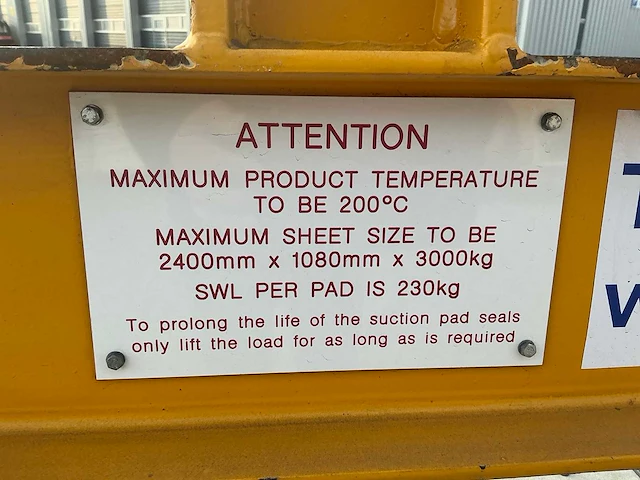 ATTENTION
MAXIMUM PRODUCT TEMPERATURE
TO BE 200°C
MAXIMUM SHEET SIZE TO BE
2400mm x 1080mm x 3000kg
SWL PER PAD IS 230kg
To prolong the life of the suction pad seals
only lift the load for as long as is required